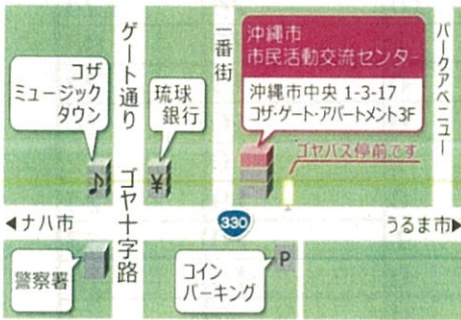 沖縄市
市民活動交流センター
沖縄市中央 1-3-17
コザ・ゲート・アパートメント3F
ゲート通り
一番街
パークアベニュー
コザ
ミュージック
タウン
琉球
銀行
¥
ゴヤバス停前です
ゴヤ十字路
◀ナハ市
330
うるま市▶
警察署
コイン
パーキング
P